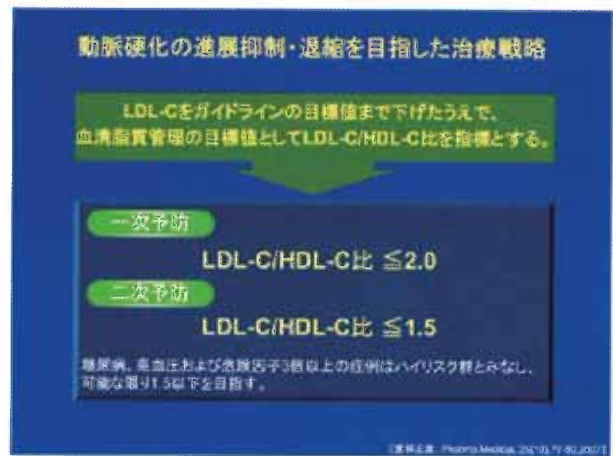 動脈硬化の進展抑制・退縮を目指した治療戦略
LDL-Cをガイドラインの目標値まで下げたうえで、
血清脂質管理の目標値としてLDL-C/HDL-C比を指標とする。
一次予防
LDL-C/HDL-C比 ≦2.0
二次予防
LDL-C/HDL-C比 ≦1.5
糖尿病、高血圧および危険因子3個以上の症例はハイリスク群とみなし、
可能な限り1.5以下を目指す。
Pharma Medical,